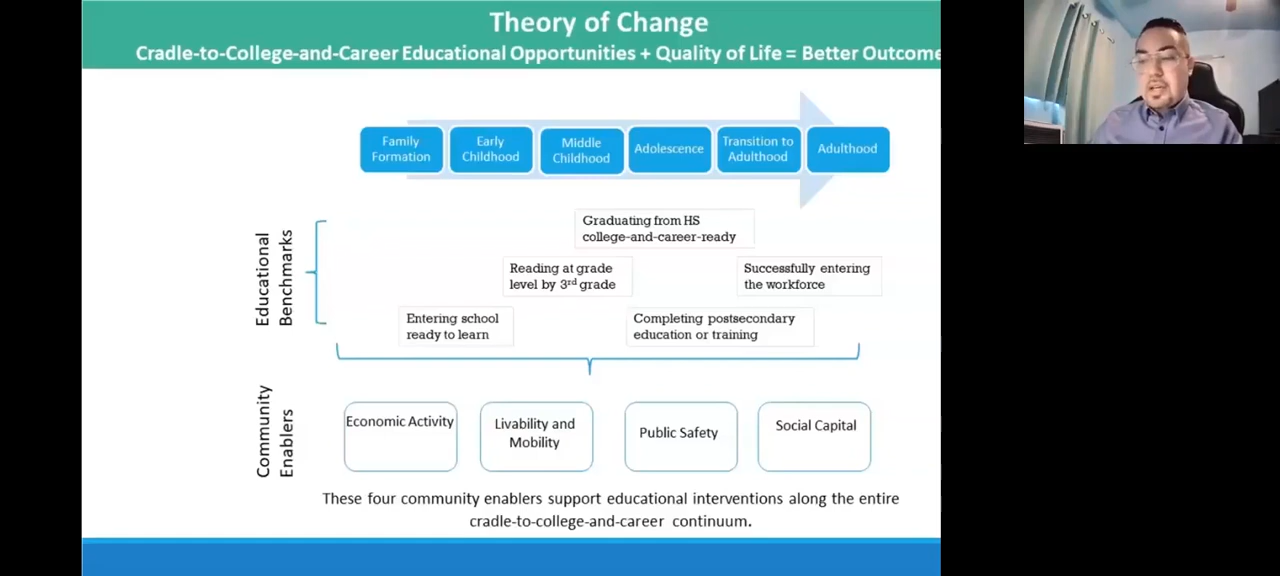 Theory of Change
Cradle-to-College-and-Career Educational Opportunities + Quality of Life = Better Outcome
Family
Formation
Early
Childhood
Middle
Childhood
Adolescence
Transition to
Adulthood
Adulthood
Educational
Benchmarks
Graduating from HS
college-and-career-ready
Reading at grade
level by 3rd grade
Successfully entering
the workforce
Entering school
ready to learn
Completing postsecondary
education or training
Community
Enablers
Economic Activity
Livability and
Mobility
Public Safety
Social Capital
These four community enablers support educational interventions along the entire
cradle-to-college-and-career continuum.